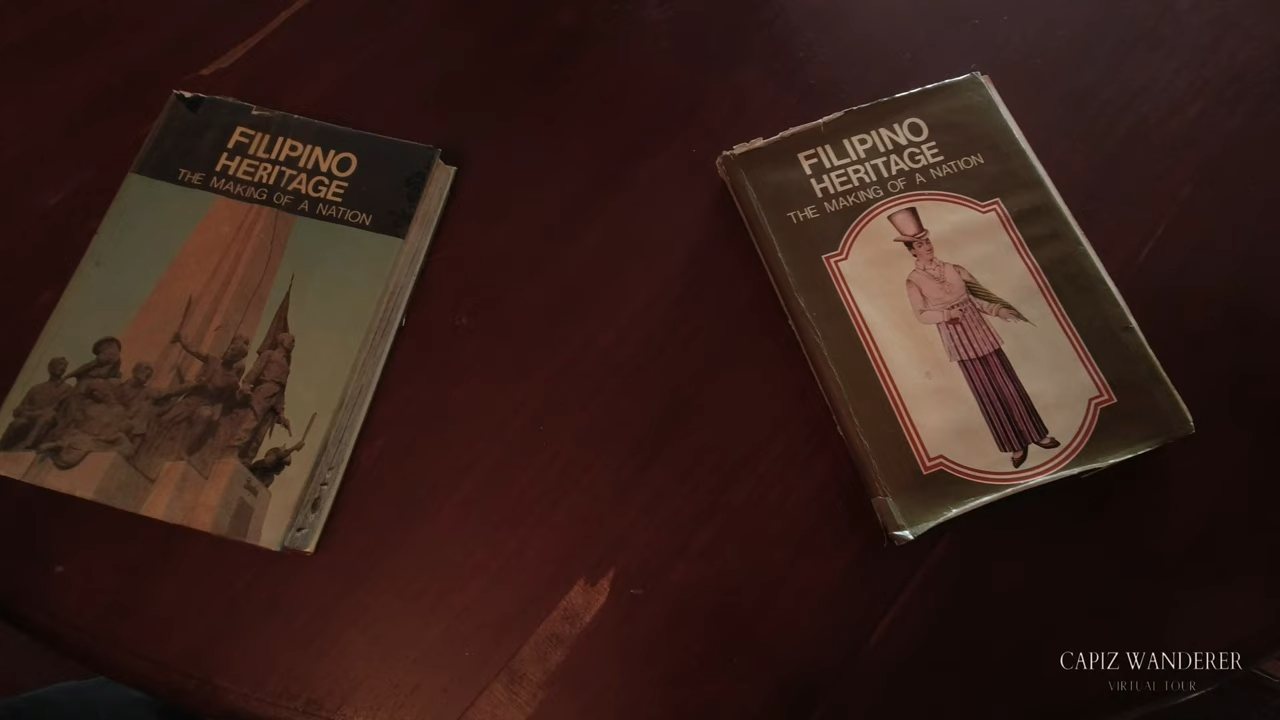 FILIPINO
HERITAGE
THE MAKING OF A NATION
FILIPINO
HERITAGE
THE MAKING OF A NATION
CAPIZ WANDERER
VIRTUAL TOUR